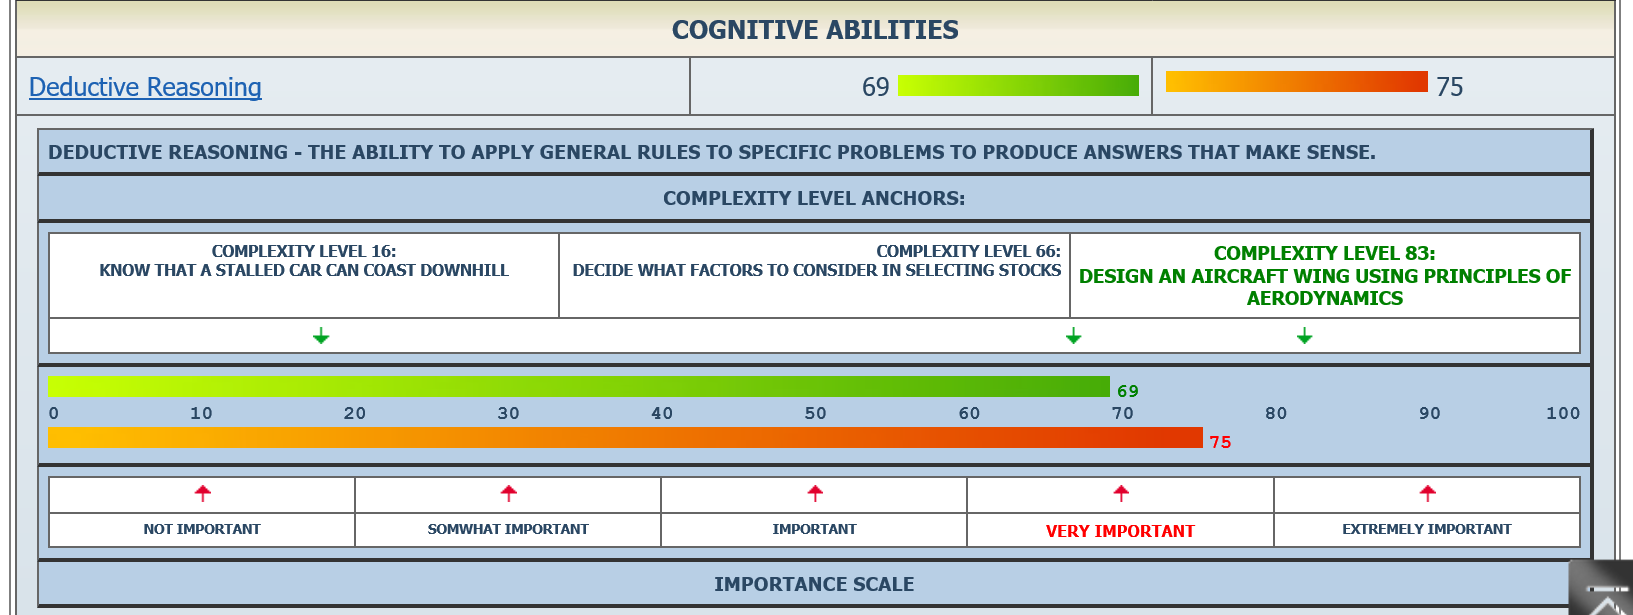 COGNITIVE ABILITIES
Deductive Reasoning 69 75
DEDUCTIVE REASONING - THE ABILITY TO APPLY GENERAL RULES TO SPECIFIC PROBLEMS TO PRODUCE ANSWERS THAT MAKE SENSE.
COMPLEXITY LEVEL ANCHORS:
COMPLEXITY LEVEL 16:
KNOW THAT A STALLED CAR CAN COAST DOWNHILL
COMPLEXITY LEVEL 66:
DECIDE WHAT FACTORS TO CONSIDER IN SELECTING STOCKS
COMPLEXITY LEVEL 83:
DESIGN AN AIRCRAFT WING USING PRINCIPLES OF
AERODYNAMICS
69
0 10 20 30 40 50 60 70 80 90 100
75
NOT IMPORTANT SOMWHAT IMPORTANT IMPORTANT VERY IMPORTANT EXTREMELY IMPORTANT
IMPORTANCE SCALE